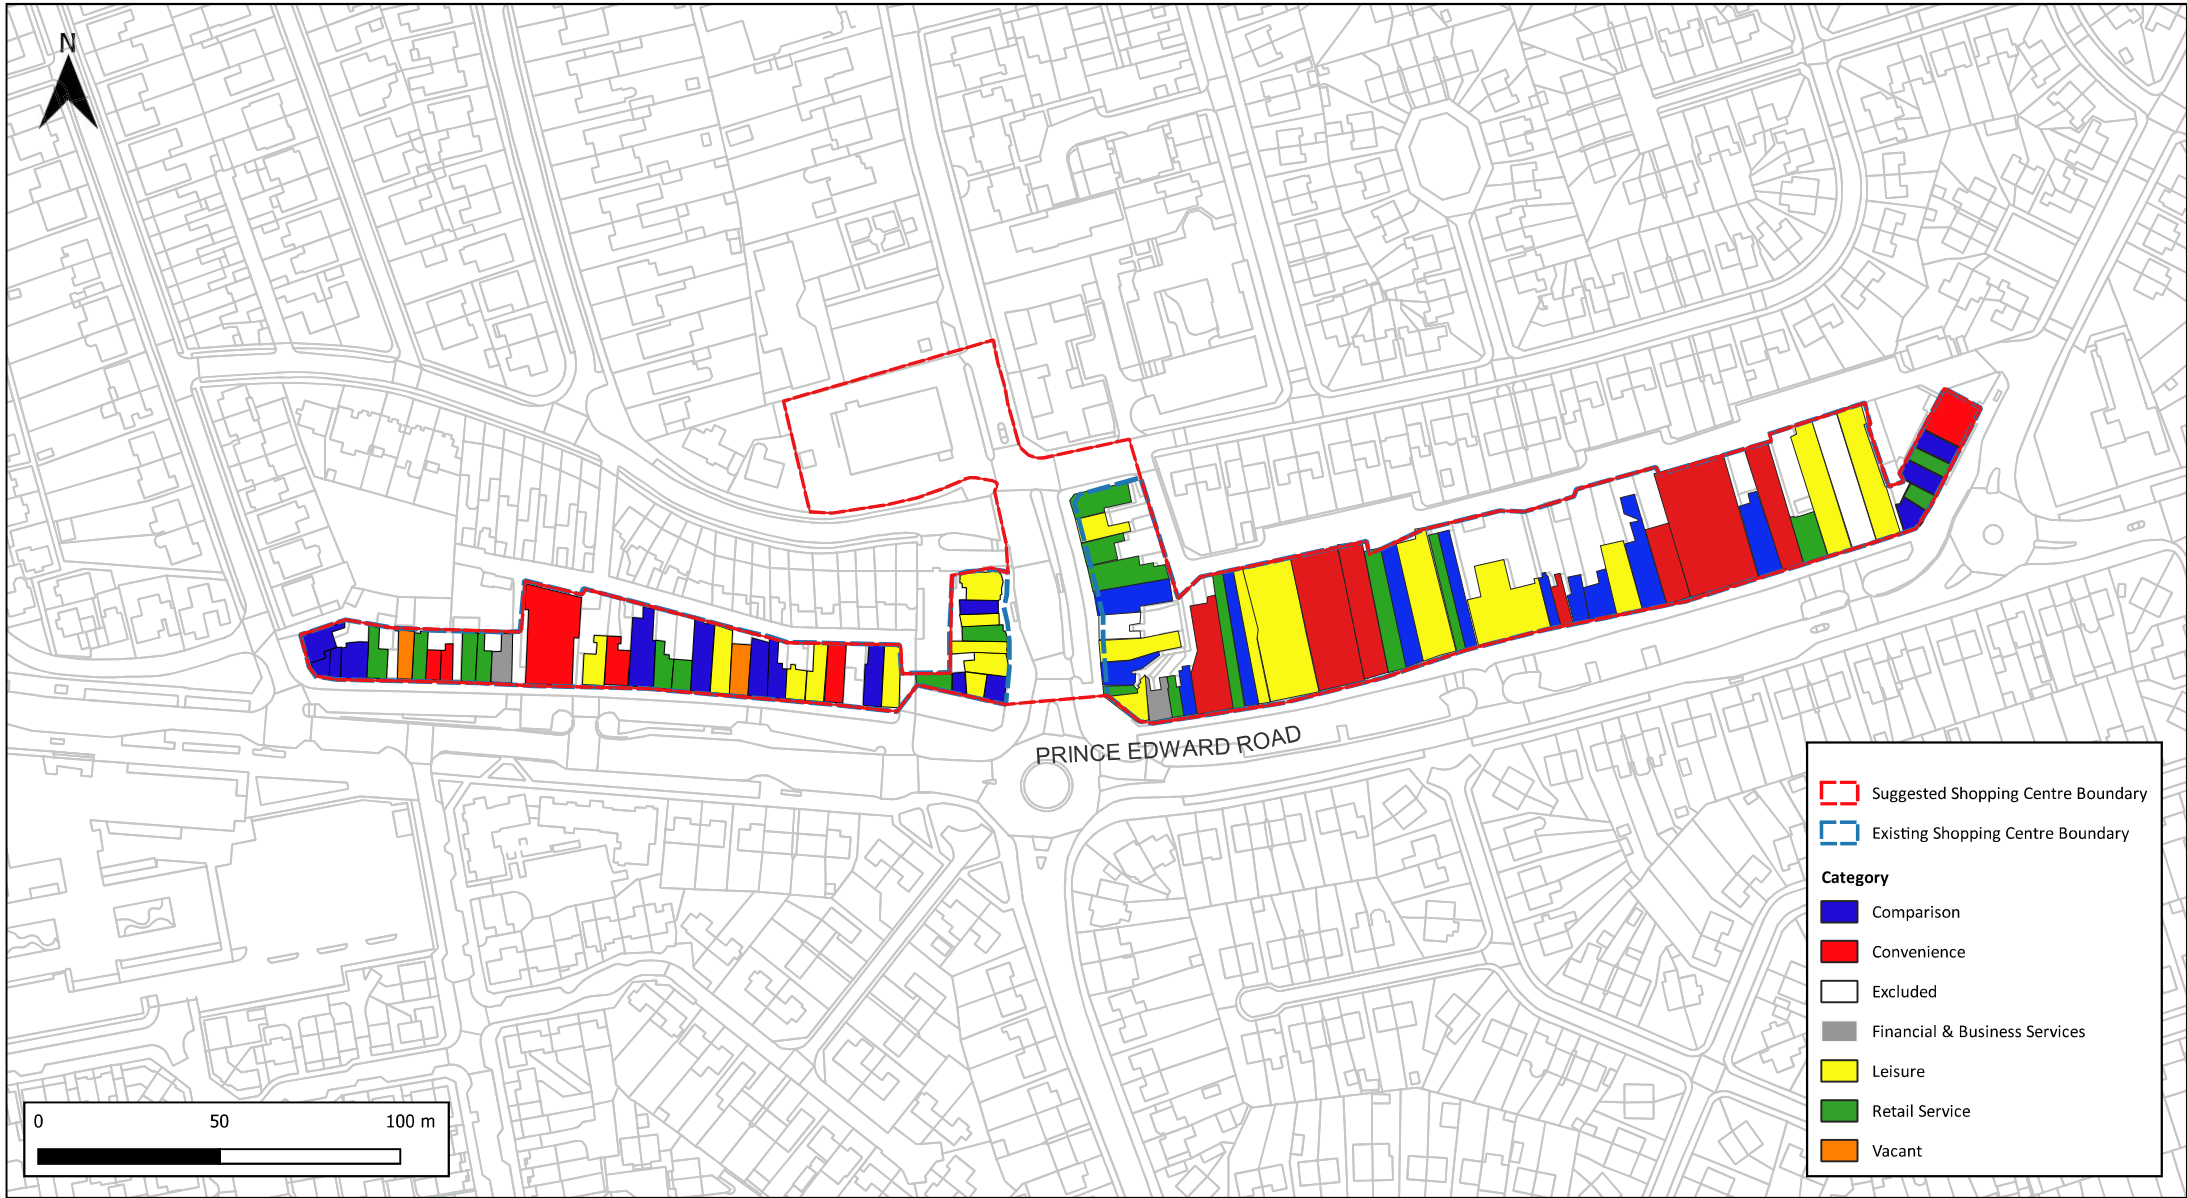 N
PRINCE EDWARD ROAD
Suggested Shopping Centre Boundary
Existing Shopping Centre Boundary
Category
Comparison
Convenience
Excluded
Financial & Business Services
Leisure
Retail Service
Vacant
0 50 100 m